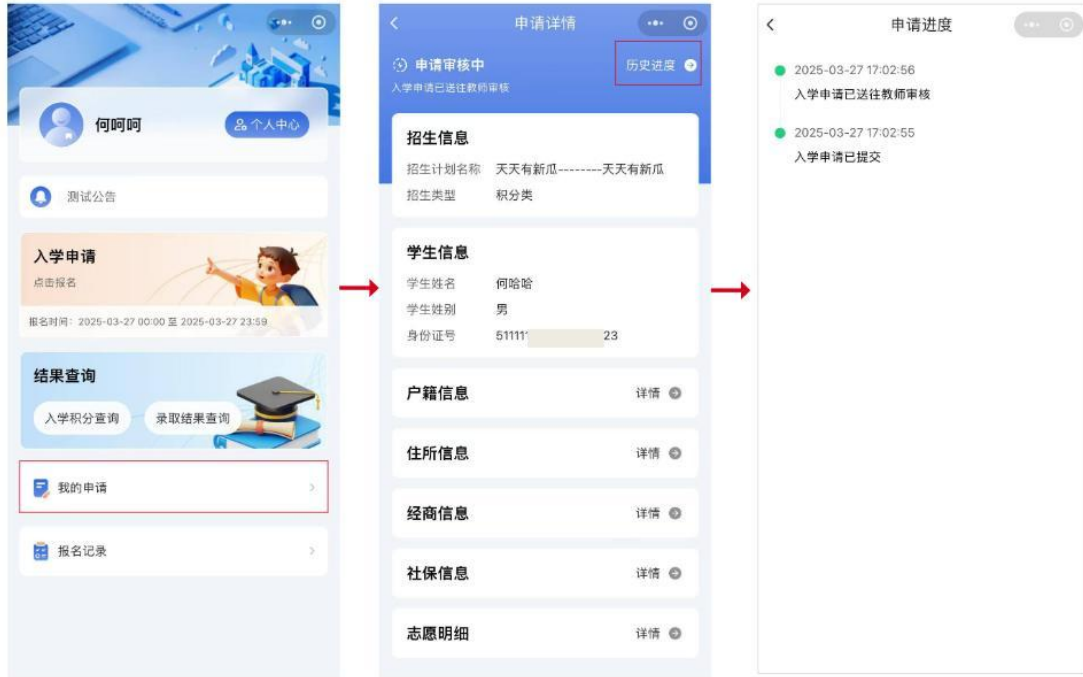 何呵呵
个人中心
测试公告
入学申请
点击报名
报名时间：2025-03-27 00:00 至 2025-03-27 23:59
结果查询
入学积分查询
录取结果查询
我的申请
报名记录
申请详情
申请审核中
历史进度
入学申请已送往教师审核
招生信息
招生计划名称 天天有新瓜--------天天有新瓜
招生类型 积分类
学生信息
学生姓名 何哈哈
学生姓别 男
身份证号 511111 23
户籍信息 详情
住所信息 详情
经商信息 详情
社保信息 详情
志愿明细 详情
申请进度
2025-03-27 17:02:56
入学申请已送往教师审核
2025-03-27 17:02:55
入学申请已提交